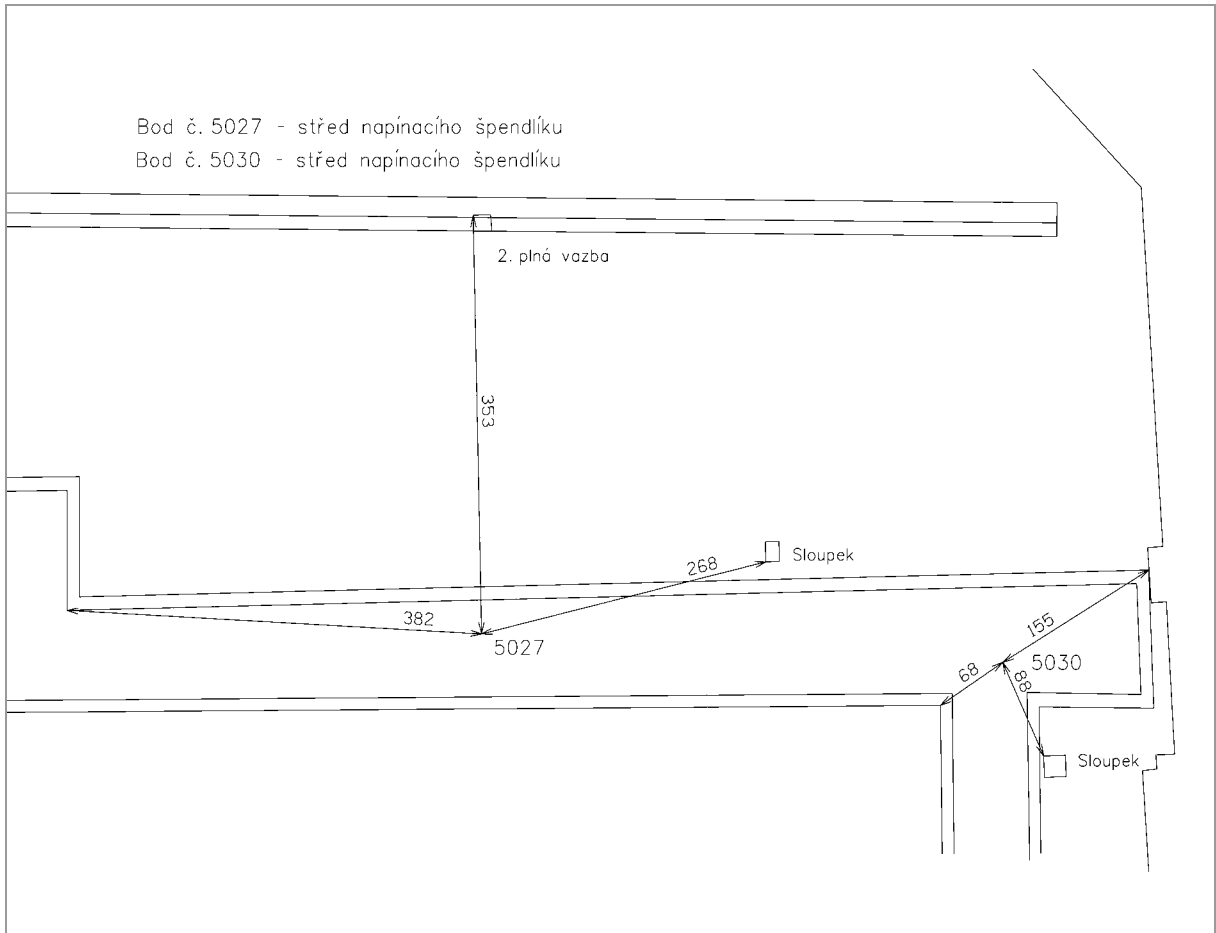 Bod č. 5027 - střed napínacího špendlíku
Bod č. 5030 - střed napínacího špendlíku
2. plná vazba
353
268
Sloupek
382
5027
155
5030
68
88
Sloupek